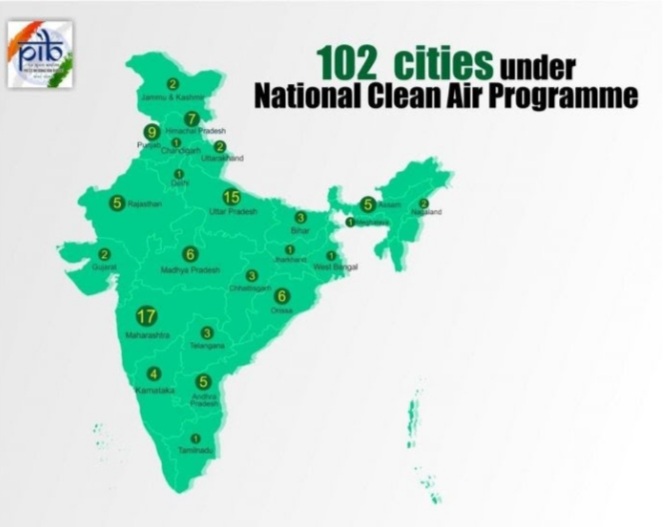 pib
102 cities under
National Clean Air Programme
2
Jammu & Kashmir
7
Himachal Pradesh
9
Punjab
1
Chandigarh
2
Uttarakhand
1
Delhi
5 Rajasthan
15
Uttar Pradesh
5 Assam
2
Nagaland
1 Meghalaya
3
Bihar
2
Gujarat
6
Madhya Pradesh
1
Jharkhand
1
West Bengal
3
Chhattisgarh
6
Orissa
17
Maharashtra
3
Telangana
4
Karnataka
5
Andhra
Pradesh
1
Tamilnadu